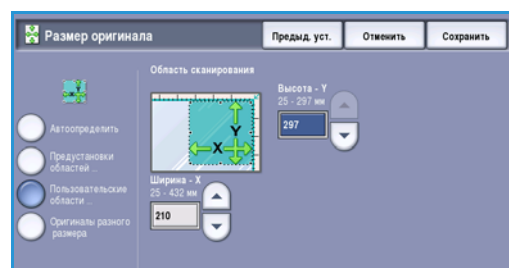 Размер оригинала
Предыд. уст.
Отменить
Сохранить
Автоопределить
Предустановки
областей ...
Пользовательские
области ...
Оригиналы разного
размера
Область сканирования
Y
X
Высота - Y
25 - 297 мм
297
Ширина - X
25 - 432 мм
210